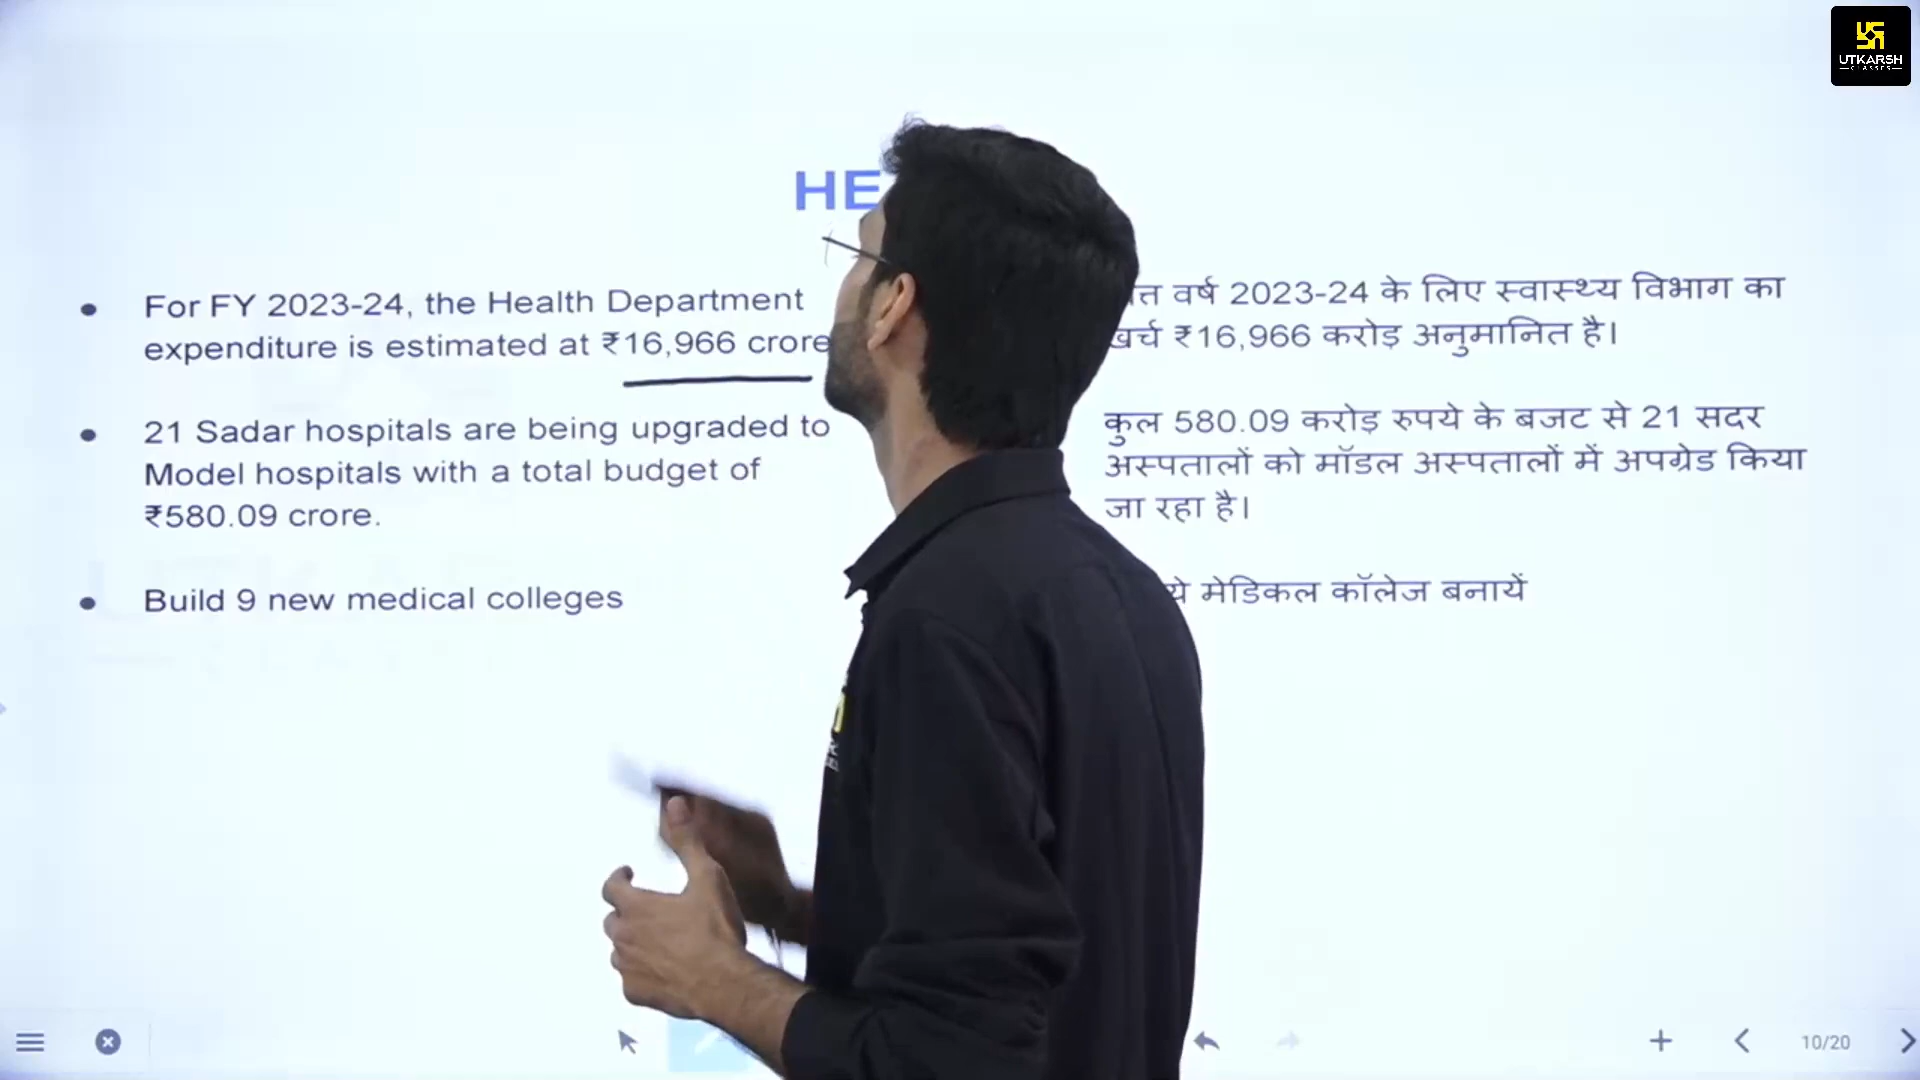 UTKARSH
CLASSES
For FY 2023-24, the Health Department
expenditure is estimated at ₹16,966 crore
21 Sadar hospitals are being upgraded to
Model hospitals with a total budget of
₹580.09 crore.
Build 9 new medical colleges
वर्ष 2023-24 के लिए स्वास्थ्य विभाग का
खर्च ₹16,966 करोड़ अनुमानित है।
कुल 580.09 करोड़ रुपये के बजट से 21 सदर
अस्पतालों को मॉडल अस्पतालों में अपग्रेड किया
जा रहा है।
मेडिकल कॉलेज बनायें
10/20